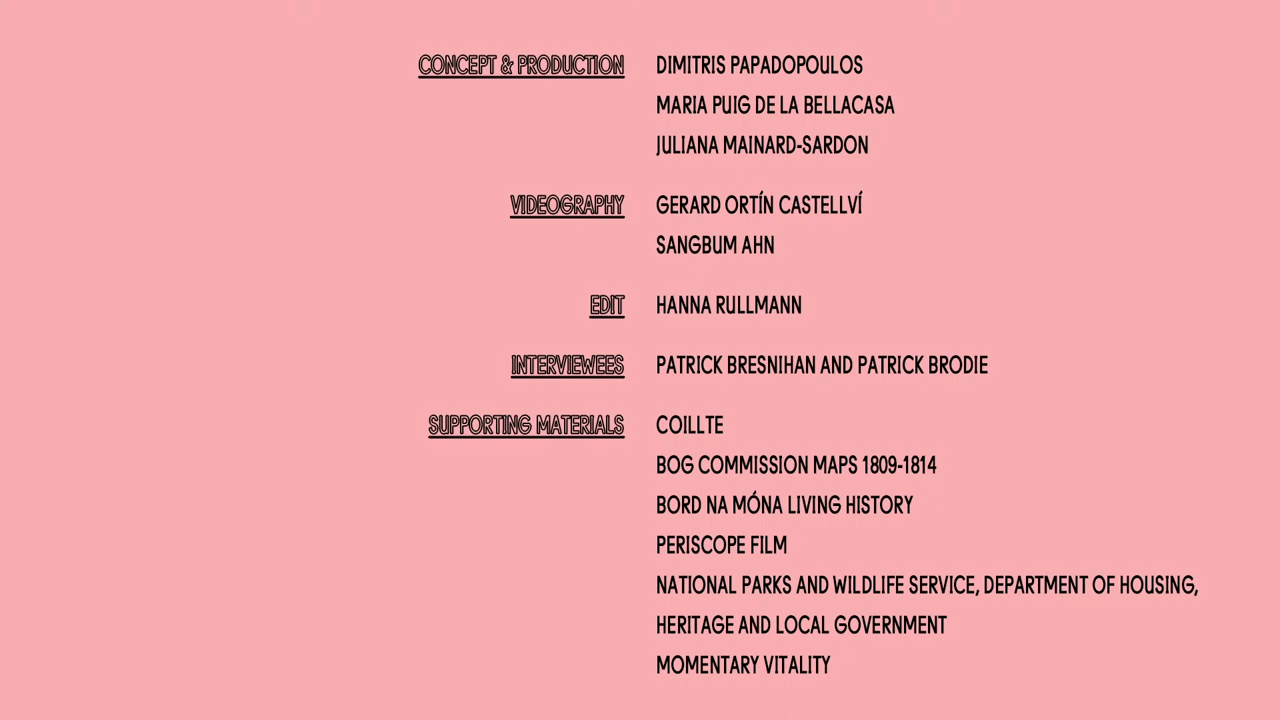 CONCEPT & PRODUCTION DIMITRIS PAPADOPOULOS
MARIA PUIG DE LA BELLACASA
JULIANA MAINARD-SARDON
VIDEOGRAPHY GERARD ORTÍN CASTELLVÍ
SANGBUM AHN
EDIT HANNA RULLMANN
INTERVIEWEES PATRICK BRESNIHAN AND PATRICK BRODIE
SUPPORTING MATERIALS COILLTE
BOG COMMISSION MAPS 1809-1814
BORD NA MÓNA LIVING HISTORY
PERISCOPE FILM
NATIONAL PARKS AND WILDLIFE SERVICE, DEPARTMENT OF HOUSING,
HERITAGE AND LOCAL GOVERNMENT
MOMENTARY VITALITY